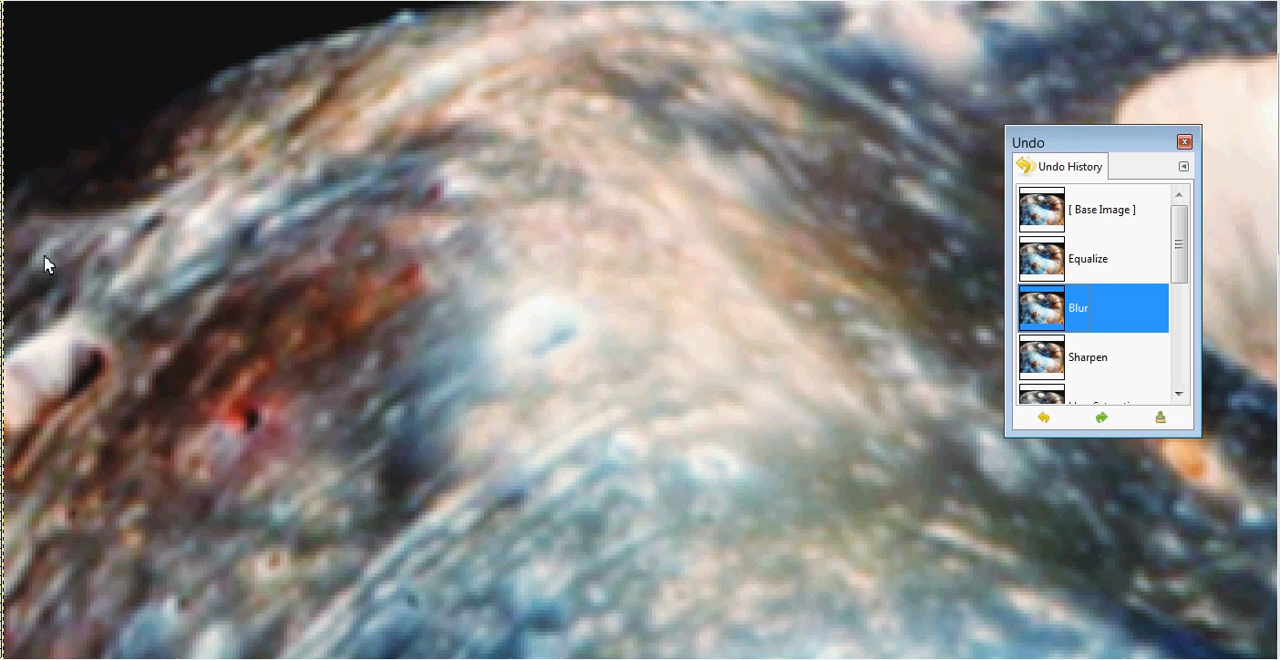 Undo
Undo History
[ Base Image ]
Equalize
Blur
Sharpen